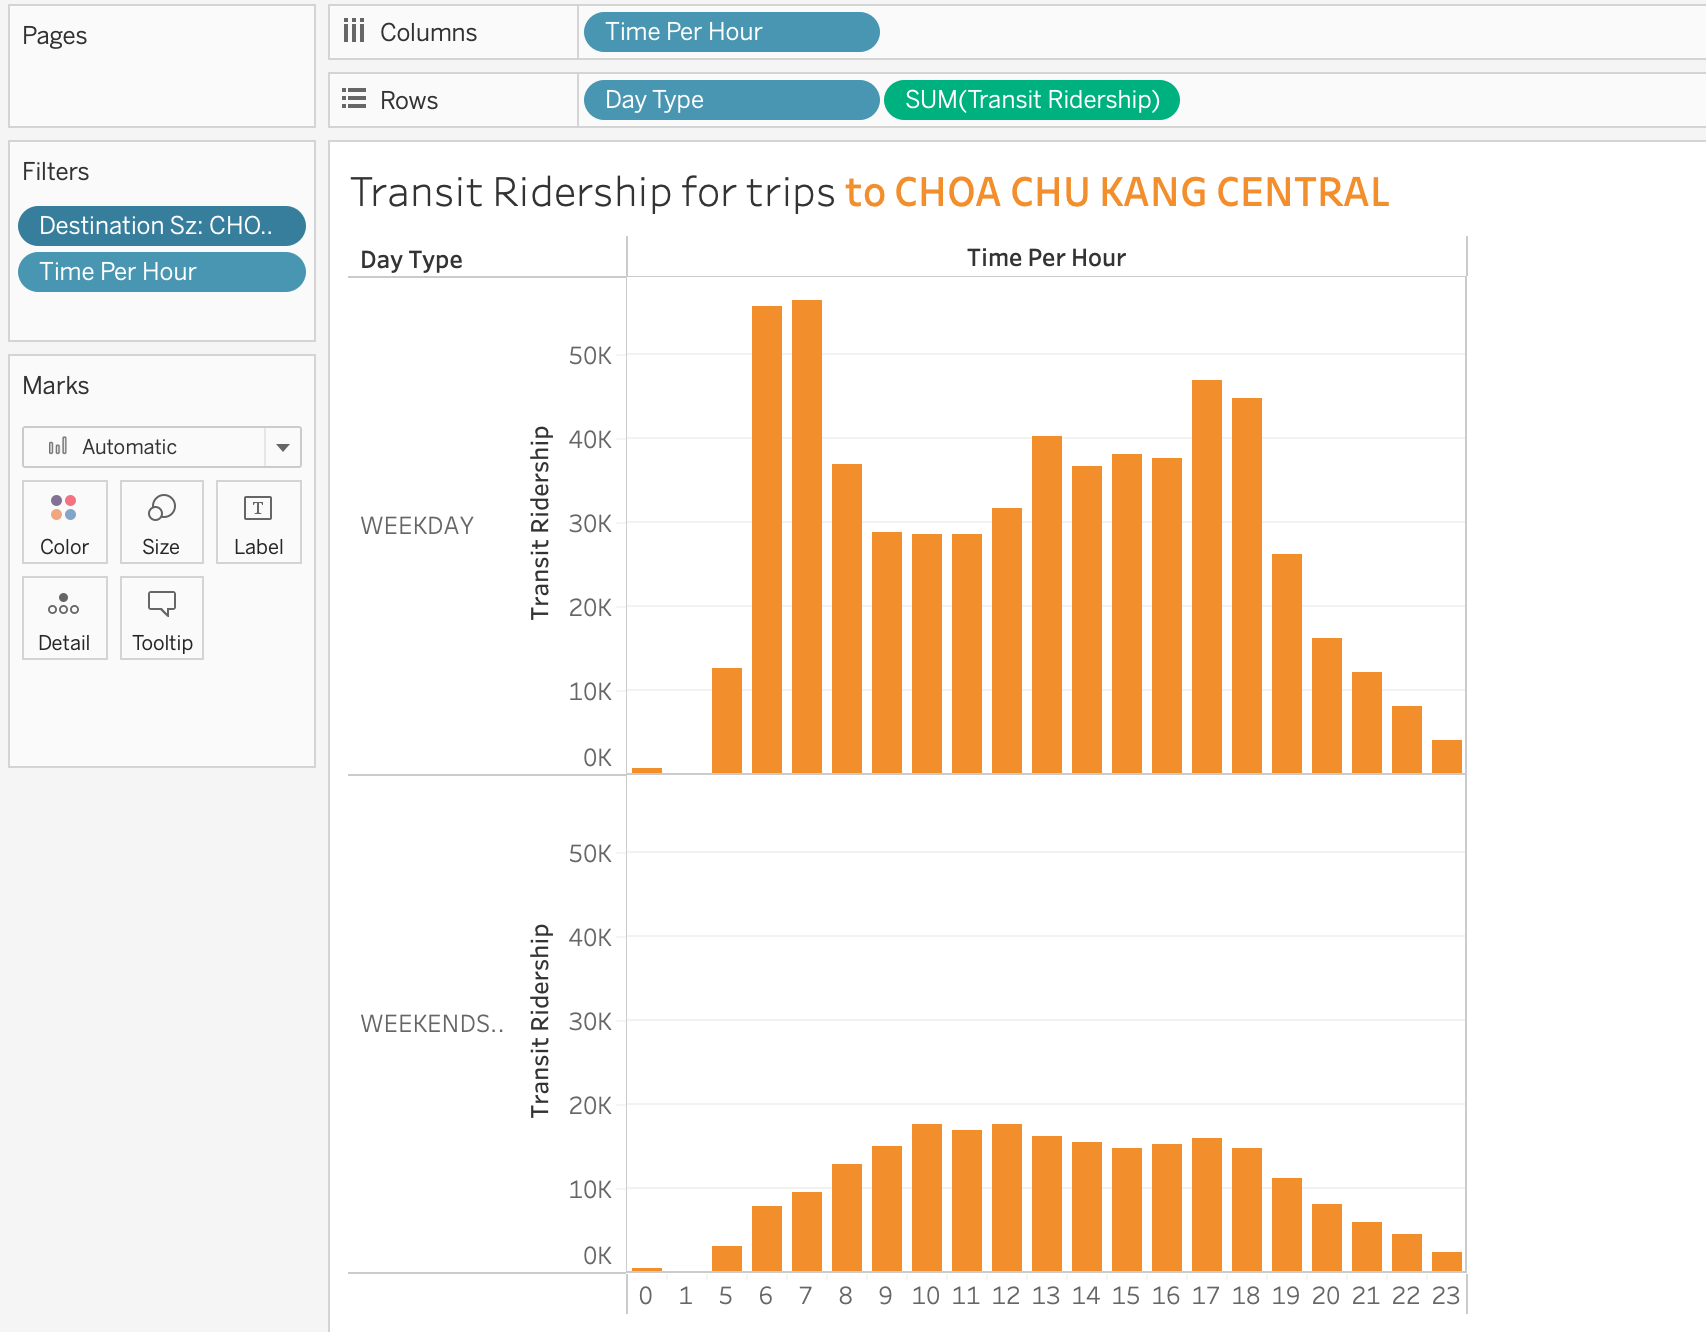 Pages
Columns
Time Per Hour
Rows
Day Type
SUM(Transit Ridership)
Filters
Destination Sz: CHO..
Time Per Hour
Marks
Automatic
Color
Size
T
Label
Detail
Tooltip
Transit Ridership for trips to CHOA CHU KANG CENTRAL
Day Type
Time Per Hour
WEEKDAY
Transit Ridership
50K
40K
30K
20K
10K
0K
WEEKENDS..
Transit Ridership
50K
40K
30K
20K
10K
0K
0 1 5 6 7 8 9 10 11 12 13 14 15 16 17 18 19 20 21 22 23